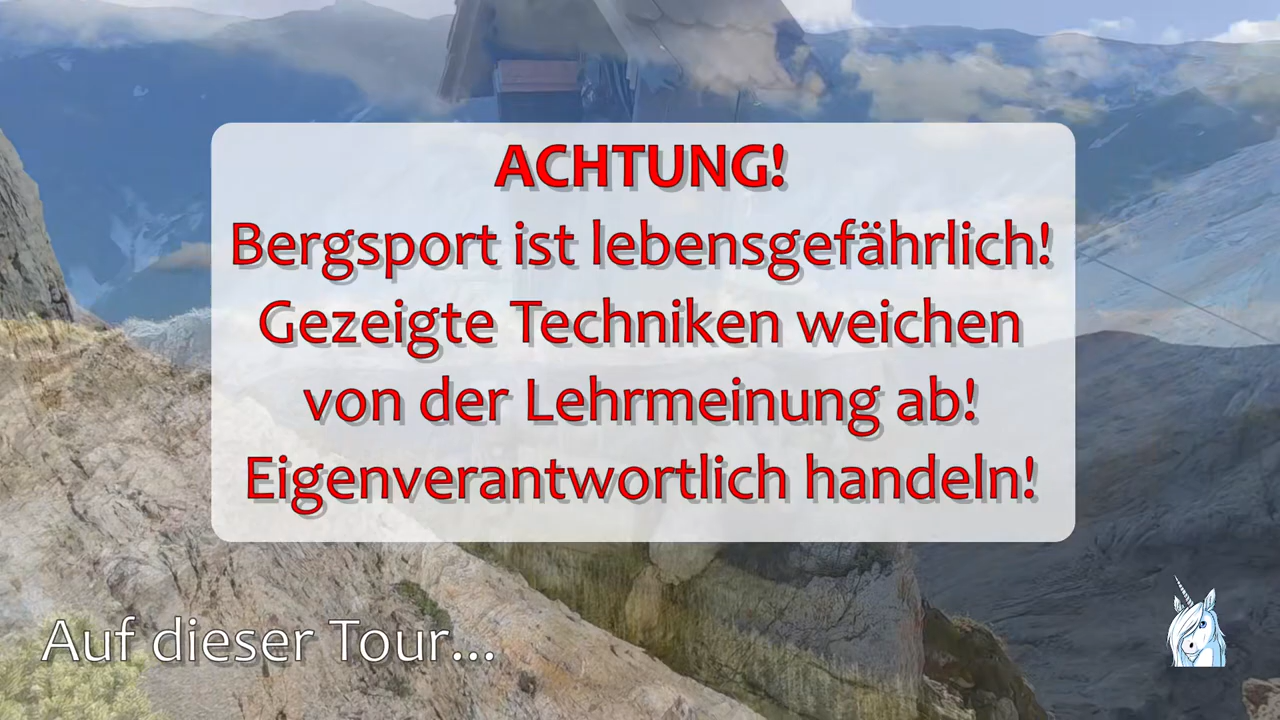 ACHTUNG!
Bergsport ist lebensgefährlich!
Gezeigte Techniken weichen
von der Lehrmeinung ab!
Eigenverantwortlich handeln!
Auf dieser Tour...